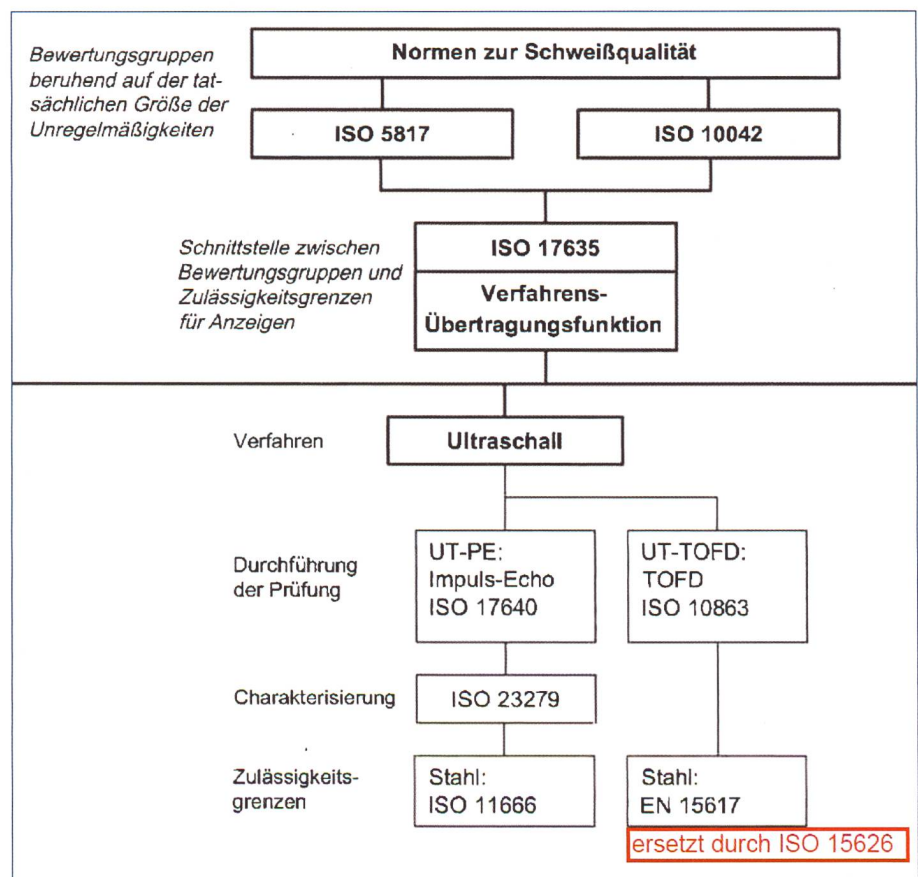 Bewertungsgruppen
beruhend auf der tat-
sächlichen Größe der
Unregelmäßigkeiten
Normen zur Schweißqualität
ISO 5817
ISO 10042
Schnittstelle zwischen
Bewertungsgruppen und
Zulässigkeitsgrenzen
für Anzeigen
ISO 17635
Verfahrens-
Übertragungsfunktion
Verfahren
Ultraschall
Durchführung
der Prüfung
UT-PE:
Impuls-Echo
ISO 17640
UT-TOFD:
TOFD
ISO 10863
Charakterisierung
ISO 23279
Zulässigkeits-
grenzen
Stahl:
ISO 11666
Stahl:
EN 15617
ersetzt durch ISO 15626